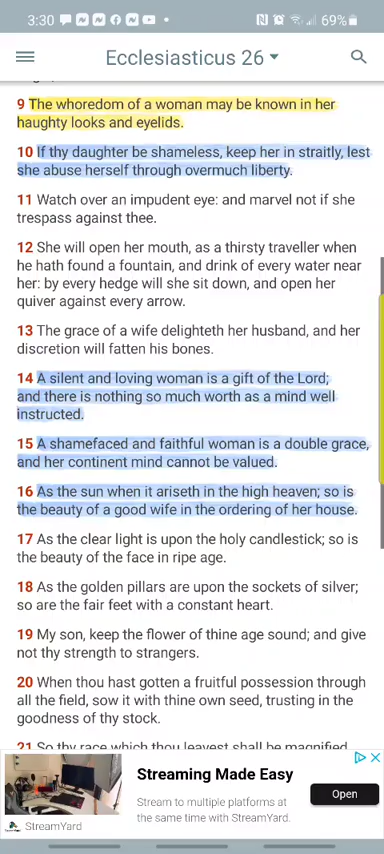 3:30
69%
Ecclesiasticus 26
9 The whoredom of a woman may be known in her
haughty looks and eyelids.
10 If thy daughter be shameless, keep her in straitly, lest
she abuse herself through overmuch liberty.
11 Watch over an impudent eye: and marvel not if she
trespass against thee.
12 She will open her mouth, as a thirsty traveller when
he hath found a fountain, and drink of every water near
her: by every hedge will she sit down, and open her
quiver against every arrow.
13 The grace of a wife delighteth her husband, and her
discretion will fatten his bones.
14 A silent and loving woman is a gift of the Lord;
and there is nothing so much worth as a mind well
instructed.
15 A shamefaced and faithful woman is a double grace,
and her continent mind cannot be valued.
16 As the sun when it ariseth in the high heaven; so is
the beauty of a good wife in the ordering of her house.
17 As the clear light is upon the holy candlestick; so is
the beauty of the face in ripe age.
18 As the golden pillars are upon the sockets of silver;
so are the fair feet with a constant heart.
19 My son, keep the flower of thine age sound; and give
not thy strength to strangers.
20 When thou hast gotten a fruitful possession through
all the field, sow it with thine own seed, trusting in the
goodness of thy stock.
21 So thy race which thou leavest shall be magnified,
Streaming Made Easy
Stream to multiple platforms at
the same time with StreamYard.
Open
StreamYard